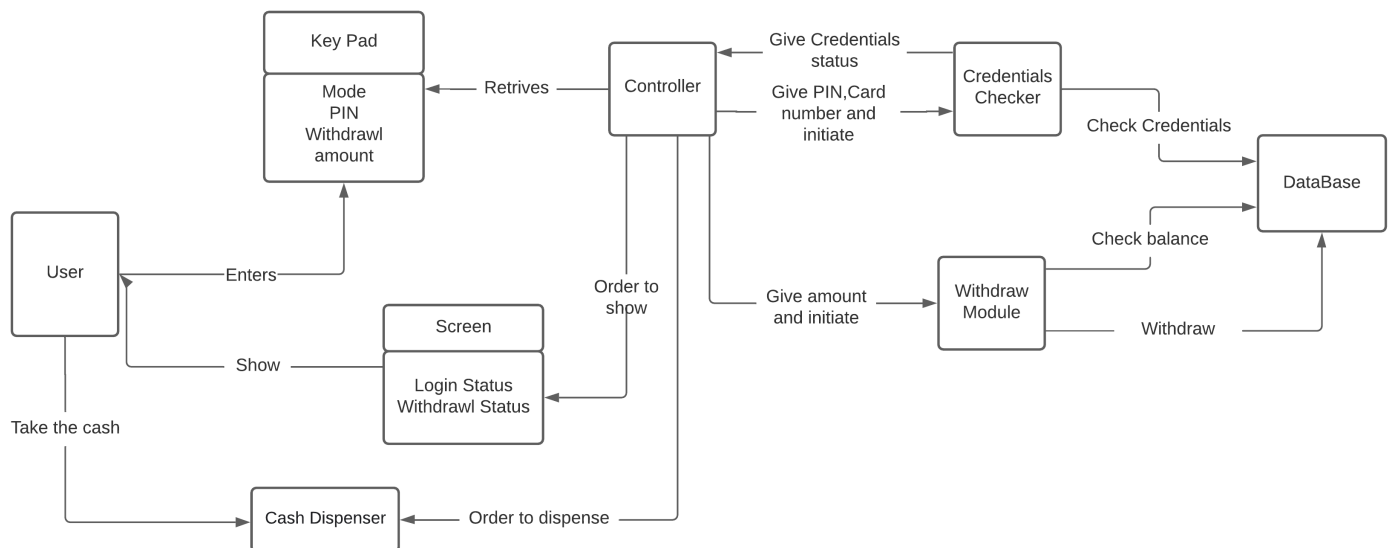 Key Pad
Mode
PIN
Withdrawl
amount
Retrives
Controller
Give Credentials
status
Give PIN,Card
number and
initiate
Credentials
Checker
Check Credentials
DataBase
User
Enters
Check balance
Order to
show
Give amount
and initiate
Withdraw
Module
Withdraw
Screen
Login Status
Withdrawl Status
Show
Take the cash
Cash Dispenser
Order to dispense